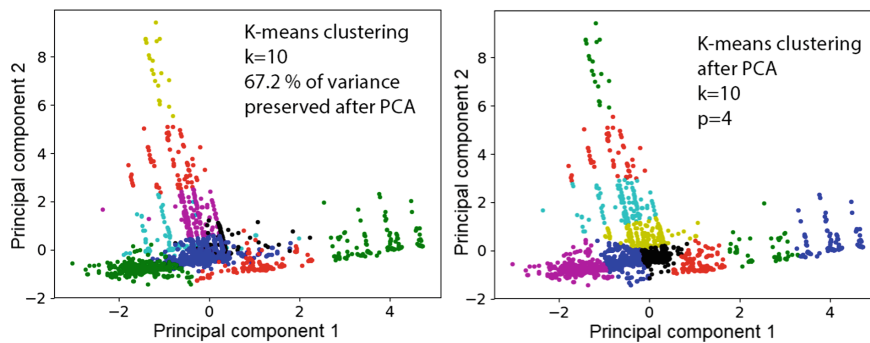 K-means clustering
k=10
67.2 % of variance
preserved after PCA
Principal component 2
8
6
4
2
0
−2
−2
0
2
4
Principal component 1
K-means clustering
after PCA
k=10
p=4
Principal component 2
8
6
4
2
0
−2
−2
0
2
4
Principal component 1